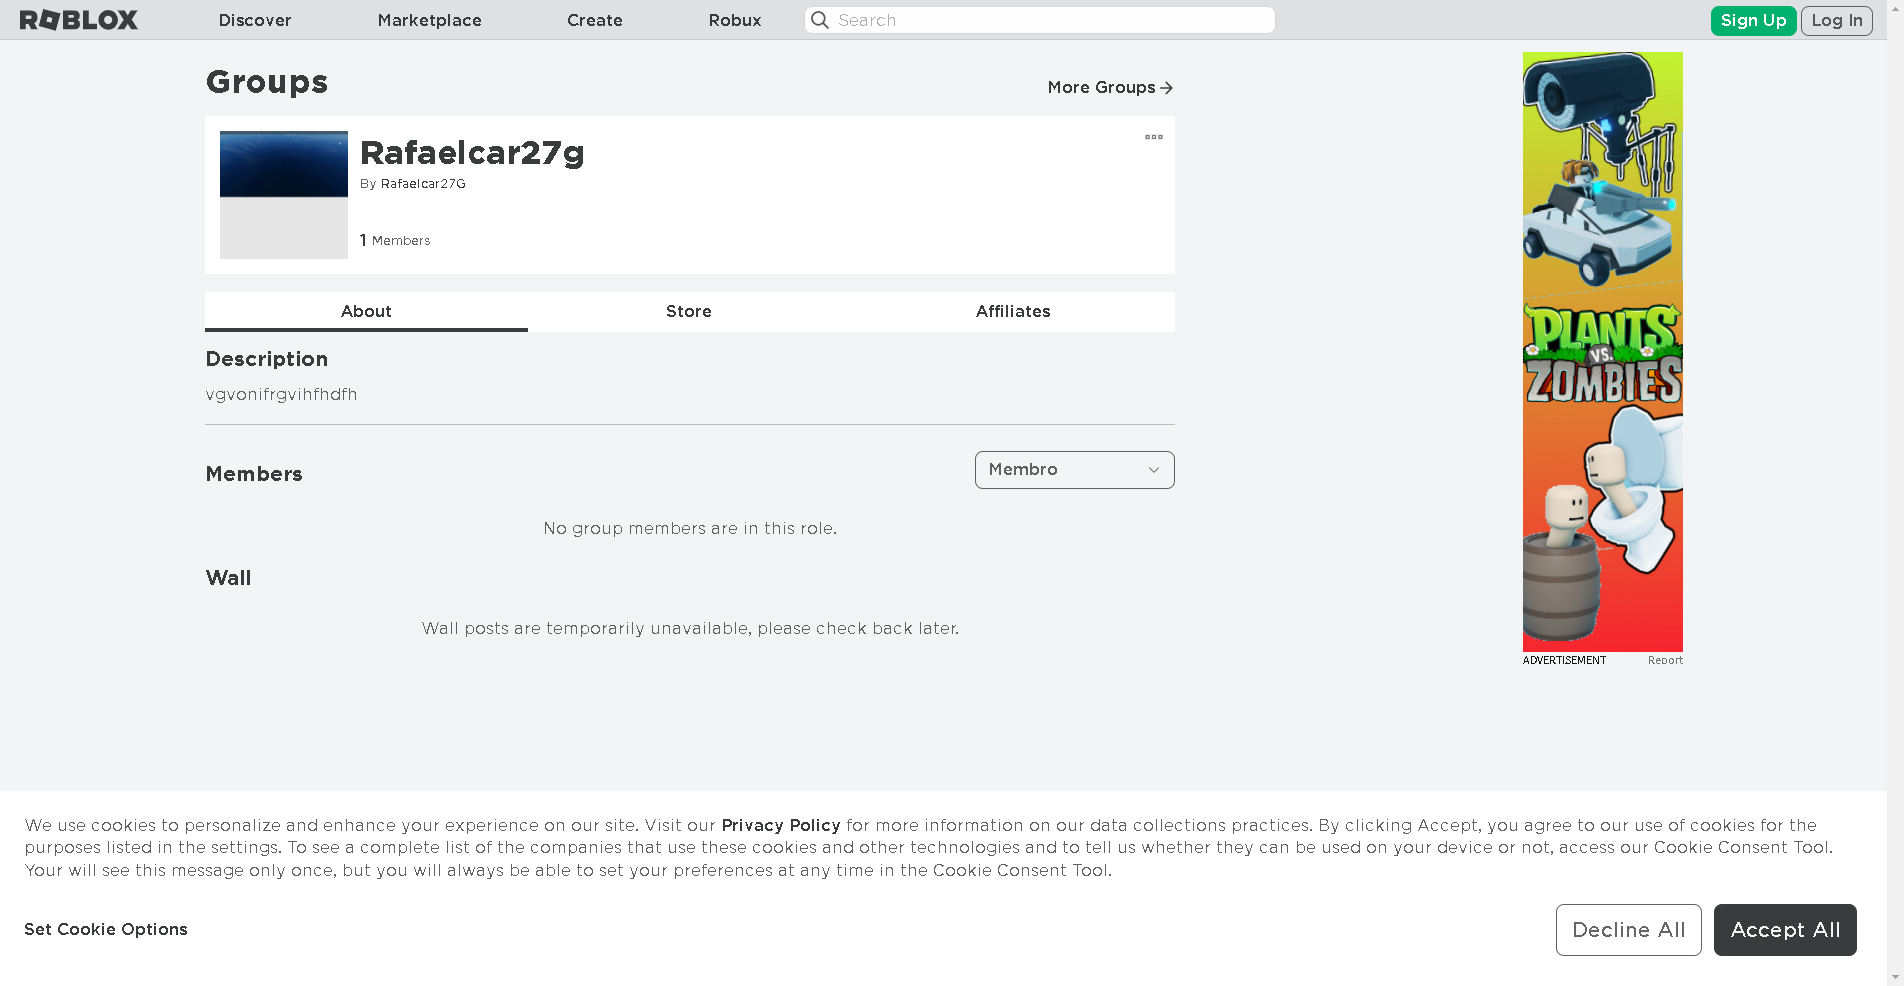 ROBLOX
Discover
Marketplace
Create
Robux
Search
Sign Up
Log In
Groups
More Groups
Rafaelcar27g
By Rafaelcar27G
1 Members
About
Store
Affiliates
Description
vgvonifrgvihfhdfh
Members
Membro
No group members are in this role.
Wall
Wall posts are temporarily unavailable, please check back later.
PLANTS
VS.
ZOMBIES
ADVERTISEMENT
Report
We use cookies to personalize and enhance your experience on our site. Visit our Privacy Policy for more information on our data collections practices. By clicking Accept, you agree to our use of cookies for the
purposes listed in the settings. To see a complete list of the companies that use these cookies and other technologies and to tell us whether they can be used on your device or not, access our Cookie Consent Tool.
Your will see this message only once, but you will always be able to set your preferences at any time in the Cookie Consent Tool.
Set Cookie Options
Decline All
Accept All